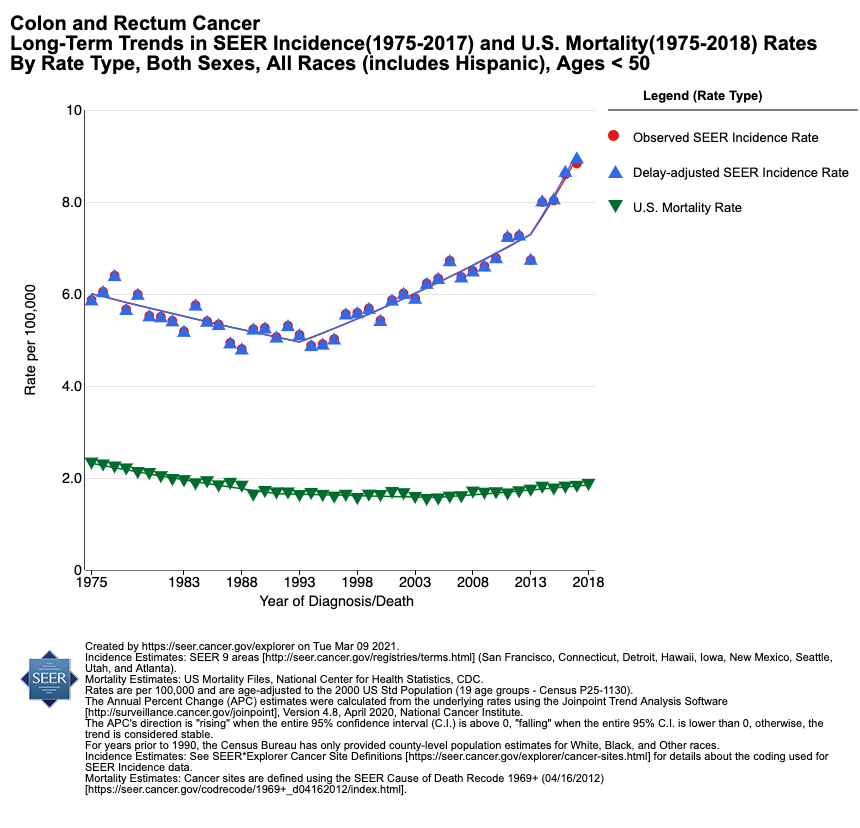 Colon and Rectum Cancer
Long-Term Trends in SEER Incidence(1975-2017) and U.S. Mortality(1975-2018) Rates
By Rate Type, Both Sexes, All Races (includes Hispanic), Ages < 50
Legend (Rate Type)
Observed SEER Incidence Rate
Delay-adjusted SEER Incidence Rate
U.S. Mortality Rate
10
8.0
6.0
4.0
2.0
0
Rate per 100,000
1975 1983 1988 1993 1998 2003 2008 2013 2018
Year of Diagnosis/Death
SEER
Created by https://seer.cancer.gov/explorer on Tue Mar 09 2021.
Incidence Estimates: SEER 9 areas [http://seer.cancer.gov/registries/terms.html] (San Francisco, Connecticut, Detroit, Hawaii, Iowa, New Mexico, Seattle,
Utah, and Atlanta).
Mortality Estimates: US Mortality Files, National Center for Health Statistics, CDC.
Rates are per 100,000 and are age-adjusted to the 2000 US Std Population (19 age groups - Census P25-1130).
The Annual Percent Change (APC) estimates were calculated from the underlying rates using the Joinpoint Trend Analysis Software
[http://surveillance.cancer.gov/joinpoint], Version 4.8, April 2020, National Cancer Institute.
The APC's direction is "rising" when the entire 95% confidence interval (C.I.) is above 0, "falling" when the entire 95% C.I. is lower than 0, otherwise, the
trend is considered stable.
For years prior to 1990, the Census Bureau has only provided county-level population estimates for White, Black, and Other races.
Incidence Estimates: See SEER*Explorer Cancer Site Definitions [https://seer.cancer.gov/explorer/cancer-sites.html] for details about the coding used for
SEER Incidence data.
Mortality Estimates: Cancer sites are defined using the SEER Cause of Death Recode 1969+ (04/16/2012)
[https://seer.cancer.gov/codrecode/1969+_d04162012/index.html].